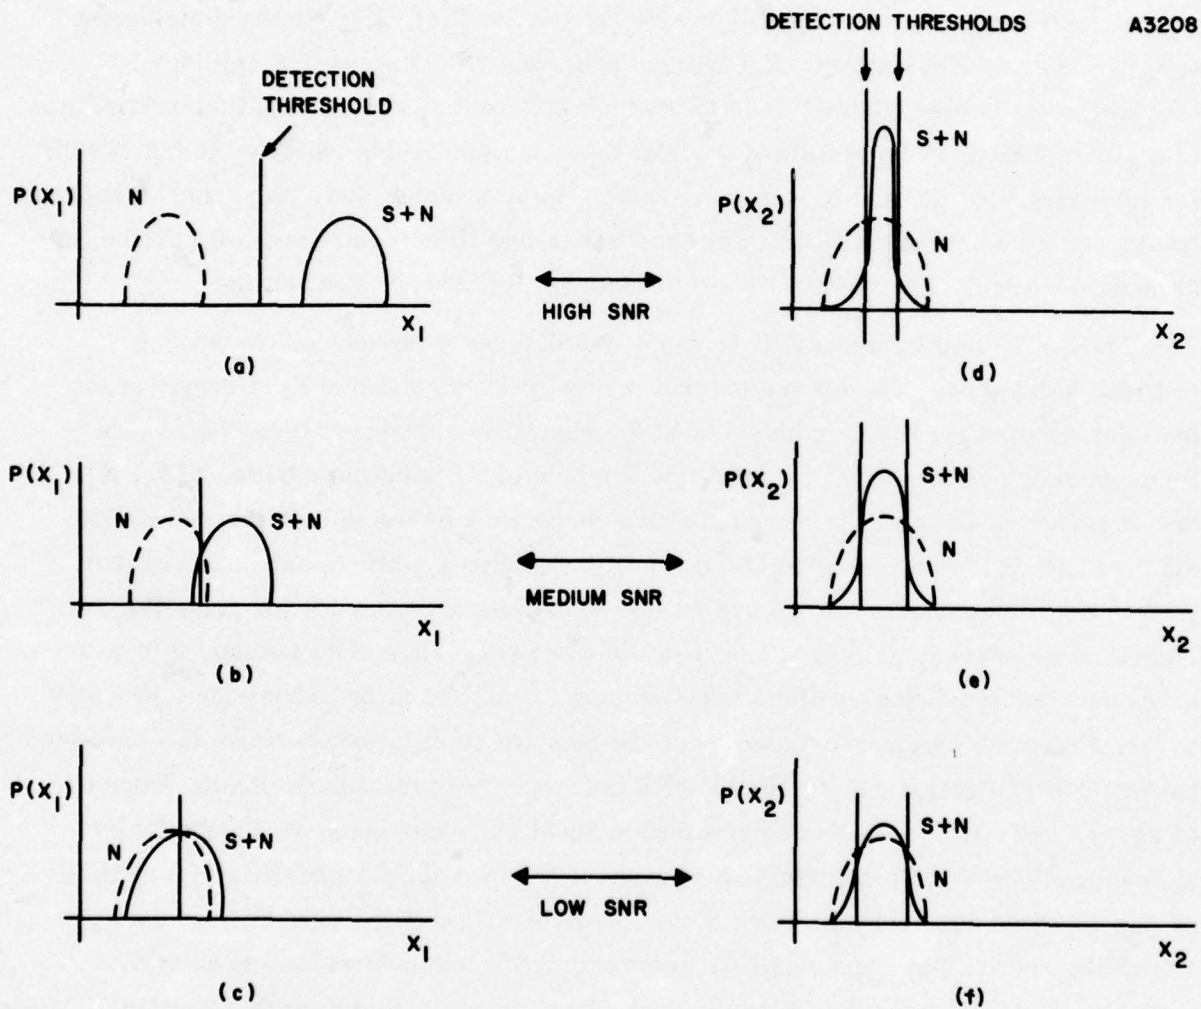 DETECTION THRESHOLDS
A3208
DETECTION
THRESHOLD
P(X₁)
N
S+N
X₁
(a)
HIGH SNR
P(X₂)
S+N
N
X₂
(d)
P(X₁)
N
S+N
X₁
(b)
MEDIUM SNR
P(X₂)
S+N
N
X₂
(e)
P(X₁)
N
S+N
X₁
(c)
LOW SNR
P(X₂)
S+N
N
X₂
(f)